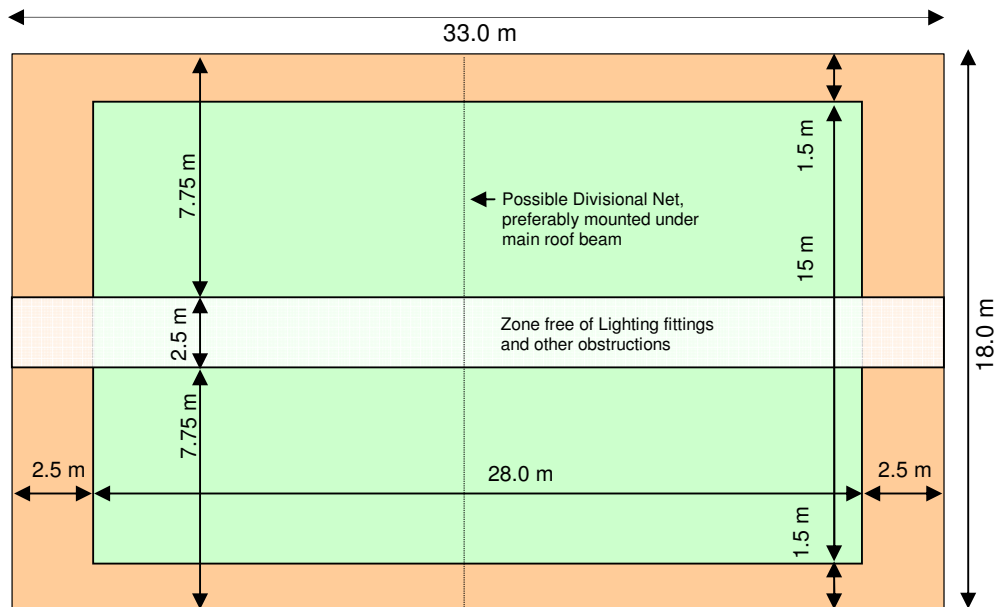 33.0 m
7.75 m
1.5 m
Possible Divisional Net,
preferably mounted under
main roof beam
15 m
2.5 m
Zone free of Lighting fittings
and other obstructions
18.0 m
7.75 m
2.5 m
28.0 m
2.5 m
1.5 m